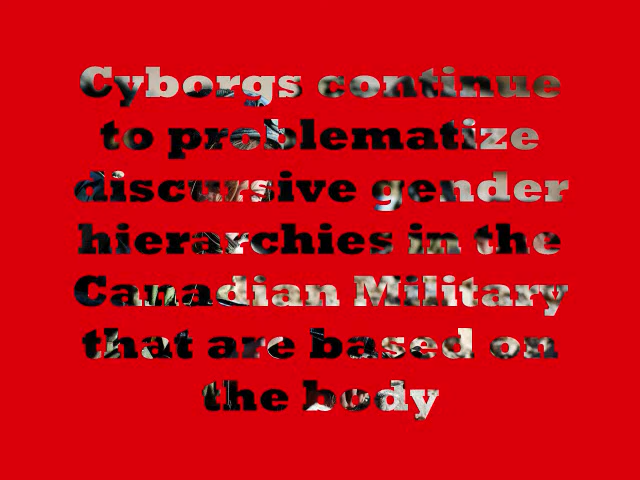 Cyborgs continue
to problematize
discursive gender
hierarchies in the
Canadian Military
that are based on
the body